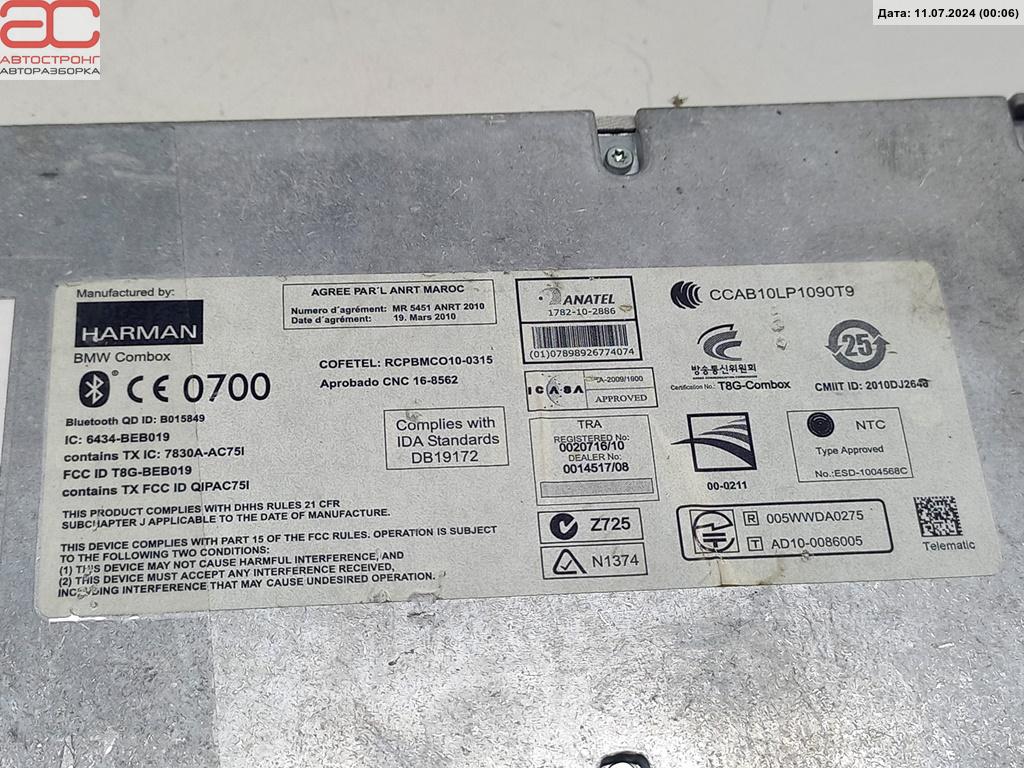 Дата: 11.07.2024 (00:06)
АВТОСТРОНГ
АВТОРАЗБОРКА
Manufactured by:
HARMAN
BMW Combox
CE 0700
Bluetooth QD ID: B015849
IC: 6434-BEB019
contains TX IC: 7830A-AC75I
FCC ID T8G-BEB019
contains TX FCC ID QIPAC75I
THIS PRODUCT COMPLIES WITH DHHS RULES 21 CFR
SUBCHAPTER J APPLICABLE TO THE DATE OF MANUFACTURE.
THIS DEVICE COMPLIES WITH PART 15 OF THE FCC RULES. OPERATION IS SUBJECT
TO THE FOLLOWING TWO CONDITIONS:
(1) THIS DEVICE MAY NOT CAUSE HARMFUL INTERFERENCE, AND
(2) THIS DEVICE MUST ACCEPT ANY INTERFERENCE RECEIVED,
INCLUDING INTERFERENCE THAT MAY CAUSE UNDESIRED OPERATION.
AGREE PAR'L ANRT MAROC
Numero d'agrément: MR 5451 ANRT 2010
Date d'agrément: 19. Mars 2010
COFETEL: RCPBMCO10-0315
Aprobado CNC 16-8562
Complies with
IDA Standards
DB19172
ANATEL
1782-10-2886
(01)07898926774074
ICASA
TA-2009/1900
APPROVED
TRA
REGISTERED No:
0020716/10
DEALER No:
0014517/08
Z725
N1374
CCAB10LP1090T9
방송통신위원회
Certification No.: T8G-Combox
25
CMIIT ID: 2010DJ2648
00-0211
NTC
Type Approved
No.:ESD-1004568C
R 005WWDA0275
T AD10-0086005
Telematic